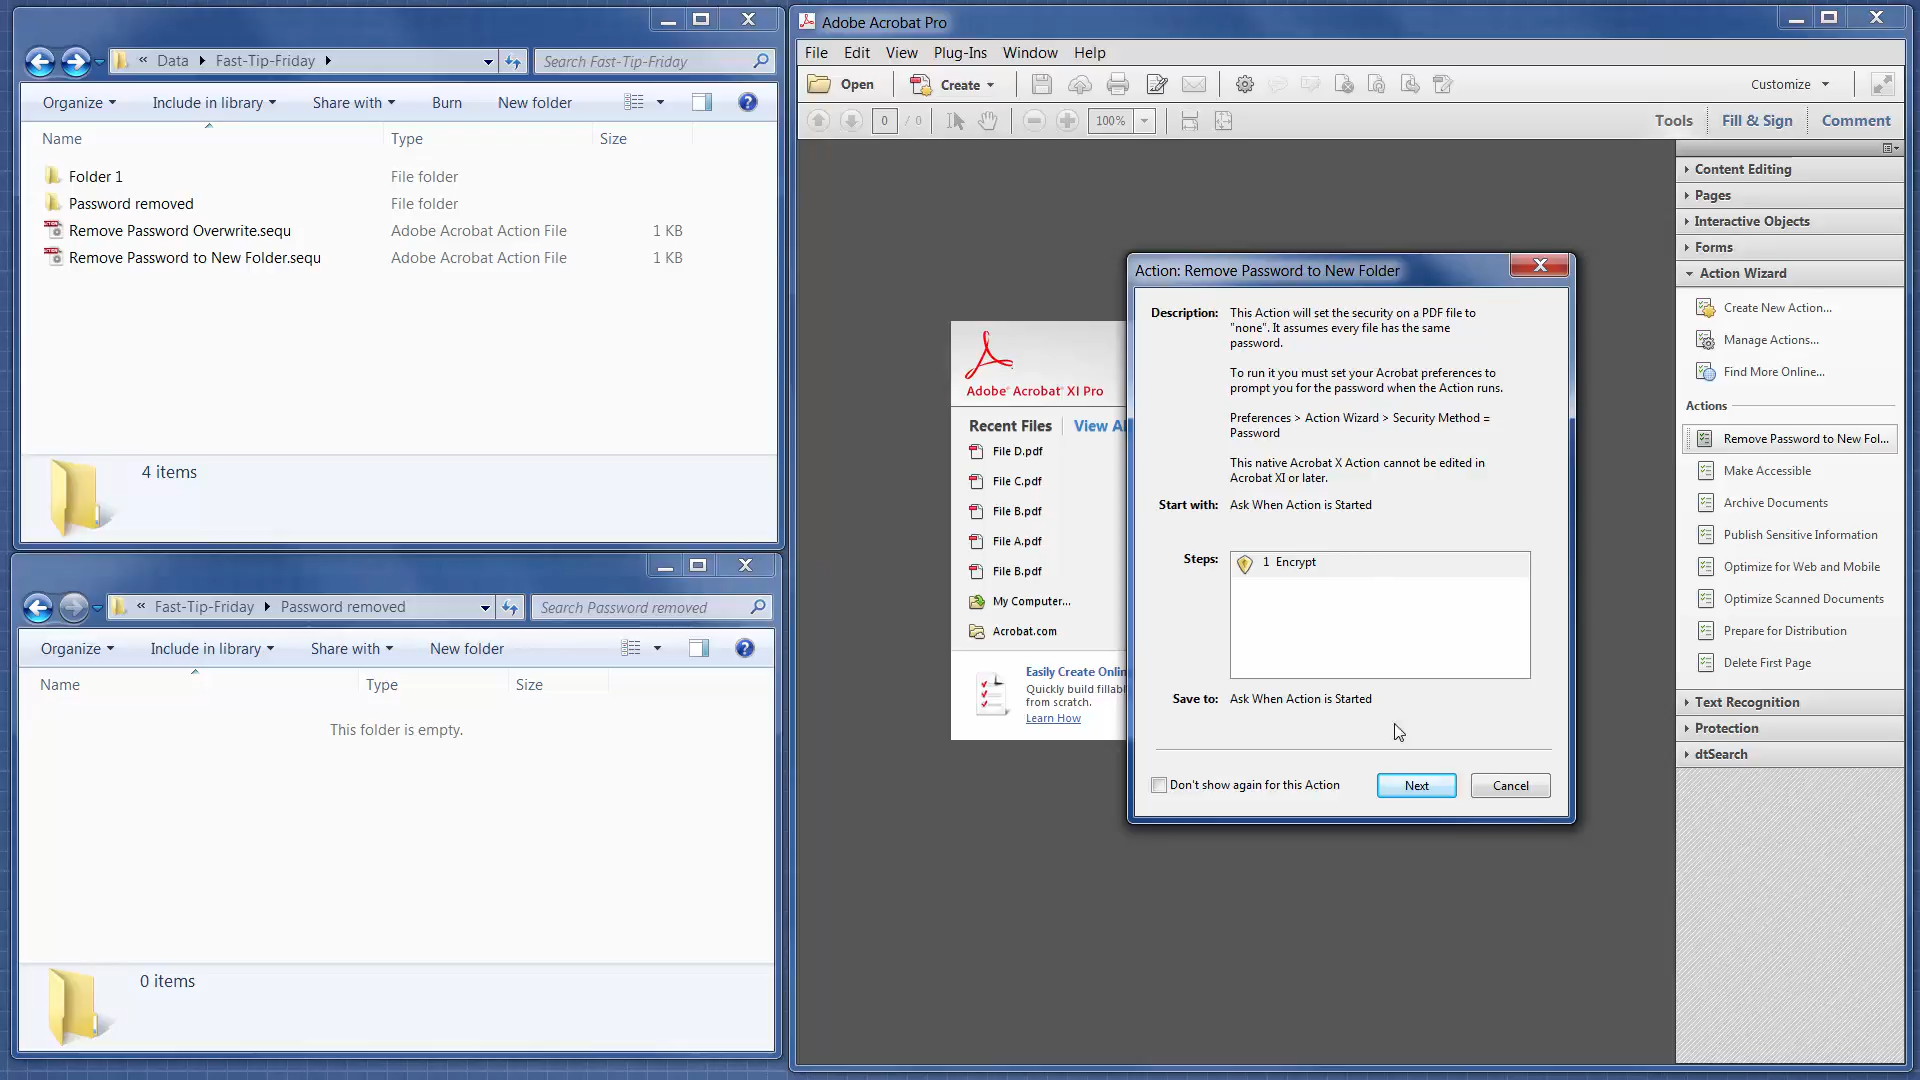 « Data Fast-Tip-Friday
Search Fast-Tip-Friday
Organize Include in library Share with Burn New folder
Name Type Size
Folder 1 File folder
Password removed File folder
Remove Password Overwrite.sequ Adobe Acrobat Action File 1 KB
Remove Password to New Folder.sequ Adobe Acrobat Action File 1 KB
4 items
« Fast-Tip-Friday Password removed
Search Password removed
Organize Include in library Share with New folder
Name Type Size
This folder is empty.
0 items
Adobe Acrobat Pro
File Edit View Plug-Ins Window Help
Open Create Customize
0 / 0 100% Tools Fill & Sign Comment
Adobe® Acrobat® XI Pro
Recent Files View
File D.pdf
File C.pdf
File B.pdf
File A.pdf
File B.pdf
My Computer...
Acrobat.com
Easily Create
Quickly build
from scratch.
Learn How
Action: Remove Password to New Folder
Description: This Action will set the security on a PDF file to
"none". It assumes every file has the same
password.
To run it you must set your Acrobat preferences to
prompt you for the password when the Action runs.
Preferences > Action Wizard > Security Method =
Password
This native Acrobat X Action cannot be edited in
Acrobat XI or later.
Start with: Ask When Action is Started
Steps: 1 Encrypt
Save to: Ask When Action is Started
Don't show again for this Action Next Cancel
Content Editing
Pages
Interactive Objects
Forms
Action Wizard
Create New Action...
Manage Actions...
Find More Online...
Actions
Remove Password to New Fol...
Make Accessible
Archive Documents
Publish Sensitive Information
Optimize for Web and Mobile
Optimize Scanned Documents
Prepare for Distribution
Delete First Page
Text Recognition
Protection
dtSearch